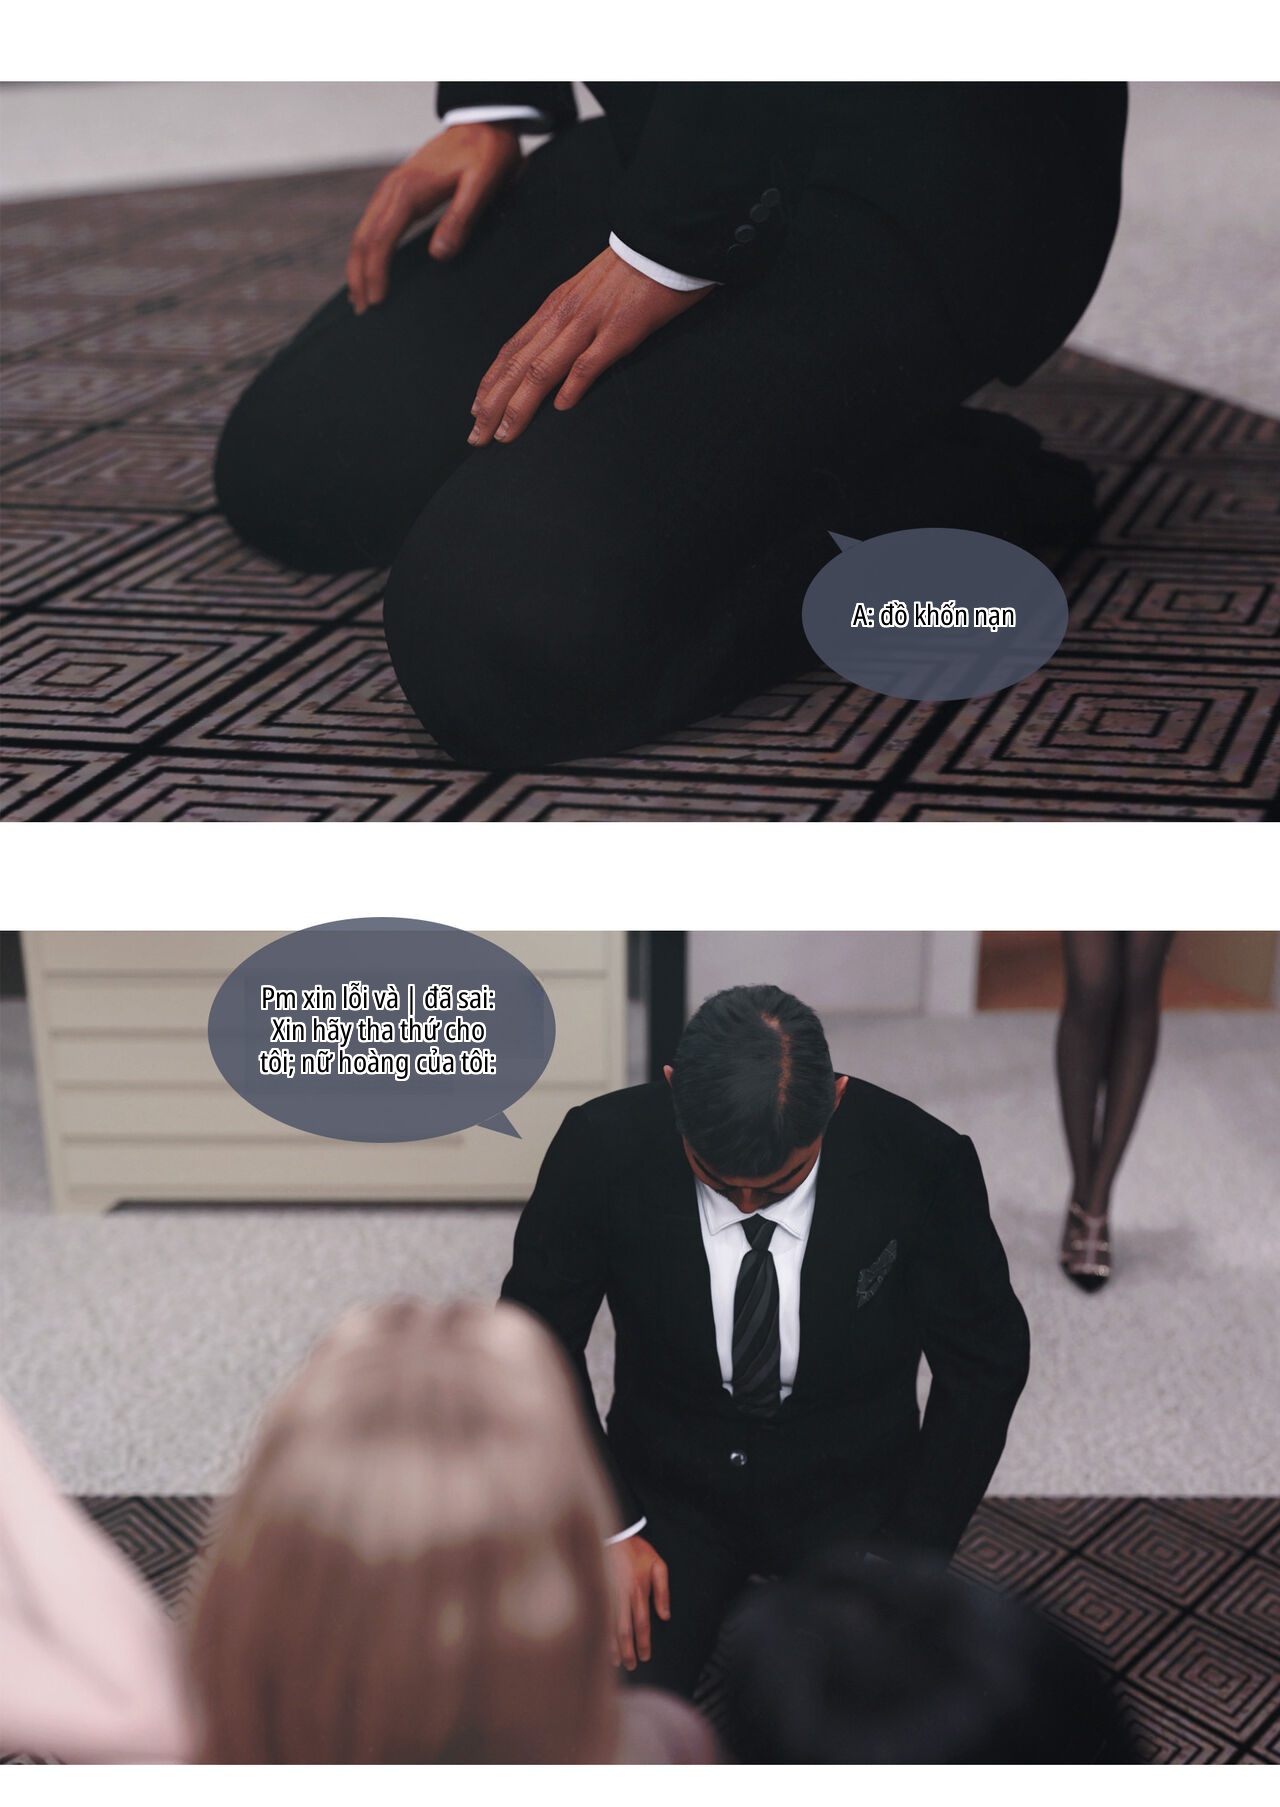 A: đồ khốn nạn
Pm xin lỗi và | đã sai:
Xin hãy tha thứ cho
tôi; nữ hoàng của tôi: